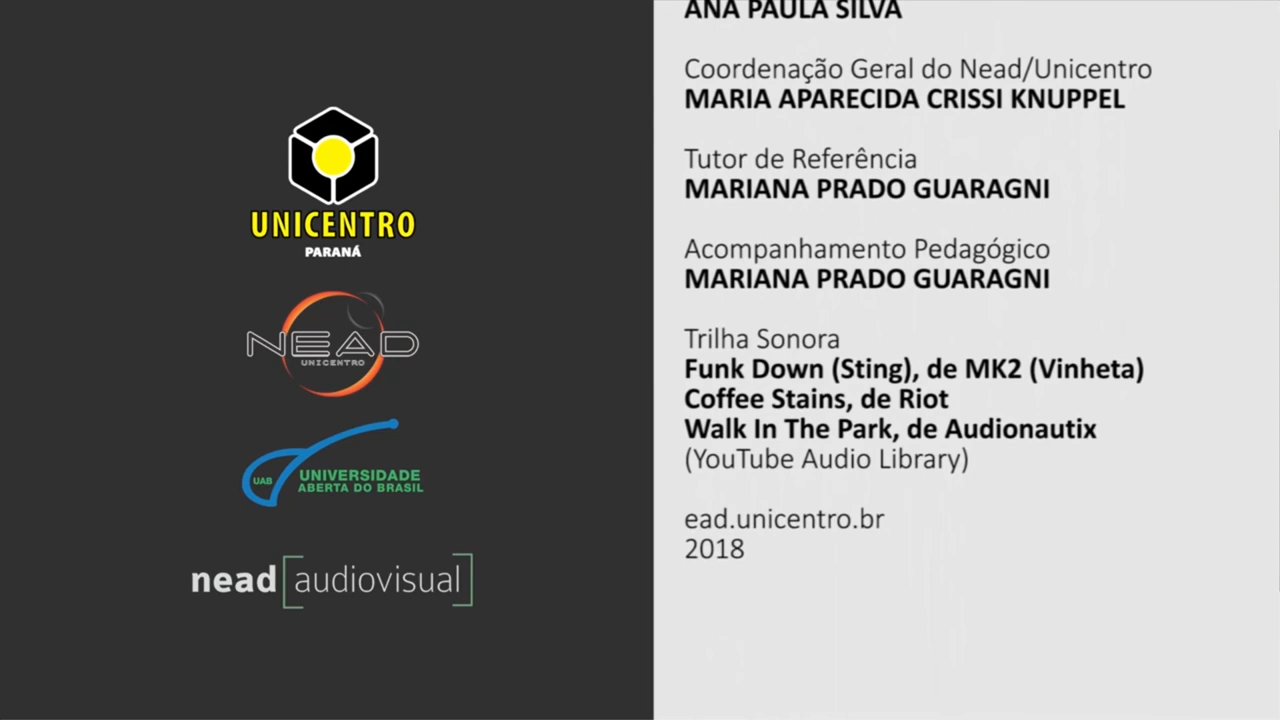 UNICENTRO
PARANÁ
NEAD
UNICENTRO
UAB
UNIVERSIDADE
ABERTA DO BRASIL
nead[audiovisual]
ANA PAULA SILVA
Coordenação Geral do Nead/Unicentro
MARIA APARECIDA CRISSI KNUPPEL
Tutor de Referência
MARIANA PRADO GUARAGNI
Acompanhamento Pedagógico
MARIANA PRADO GUARAGNI
Trilha Sonora
Funk Down (Sting), de MK2 (Vinheta)
Coffee Stains, de Riot
Walk In The Park, de Audionautix
(YouTube Audio Library)
ead.unicentro.br
2018